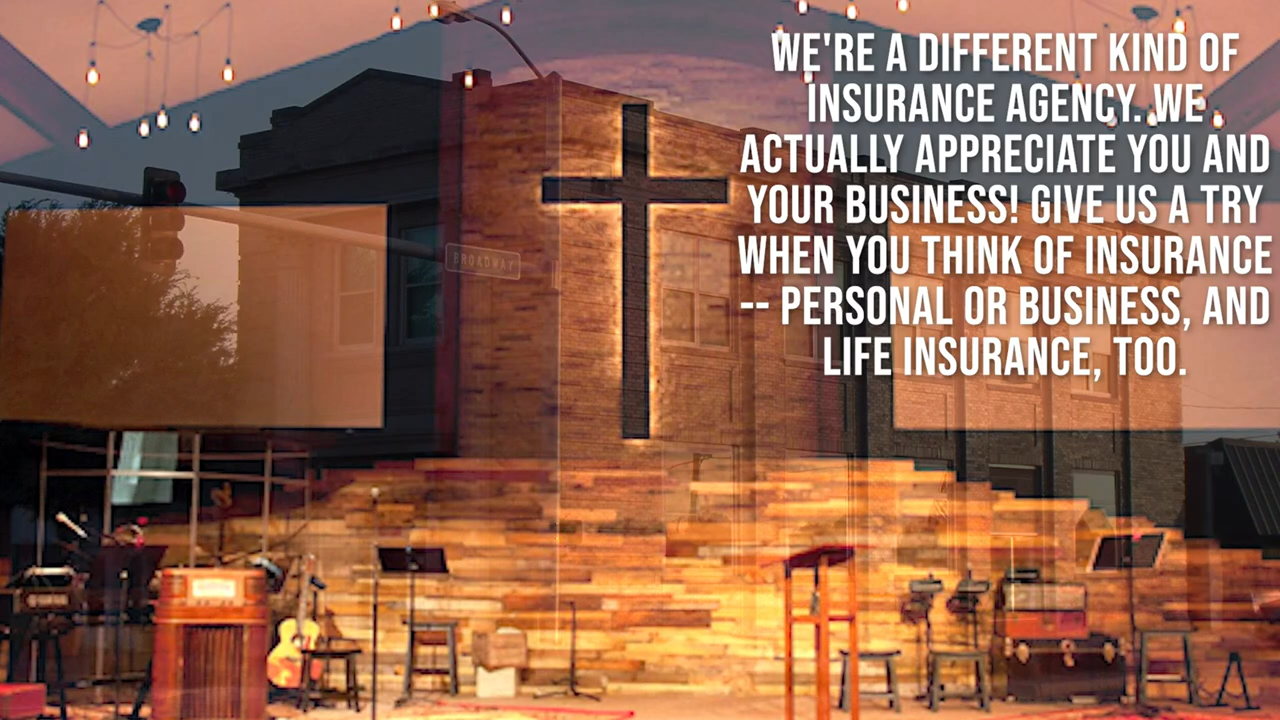 WE'RE A DIFFERENT KIND OF
INSURANCE AGENCY. WE
ACTUALLY APPRECIATE YOU AND
YOUR BUSINESS! GIVE US A TRY
WHEN YOU THINK OF INSURANCE
-- PERSONAL OR BUSINESS, AND
LIFE INSURANCE, TOO.
BROADWAY